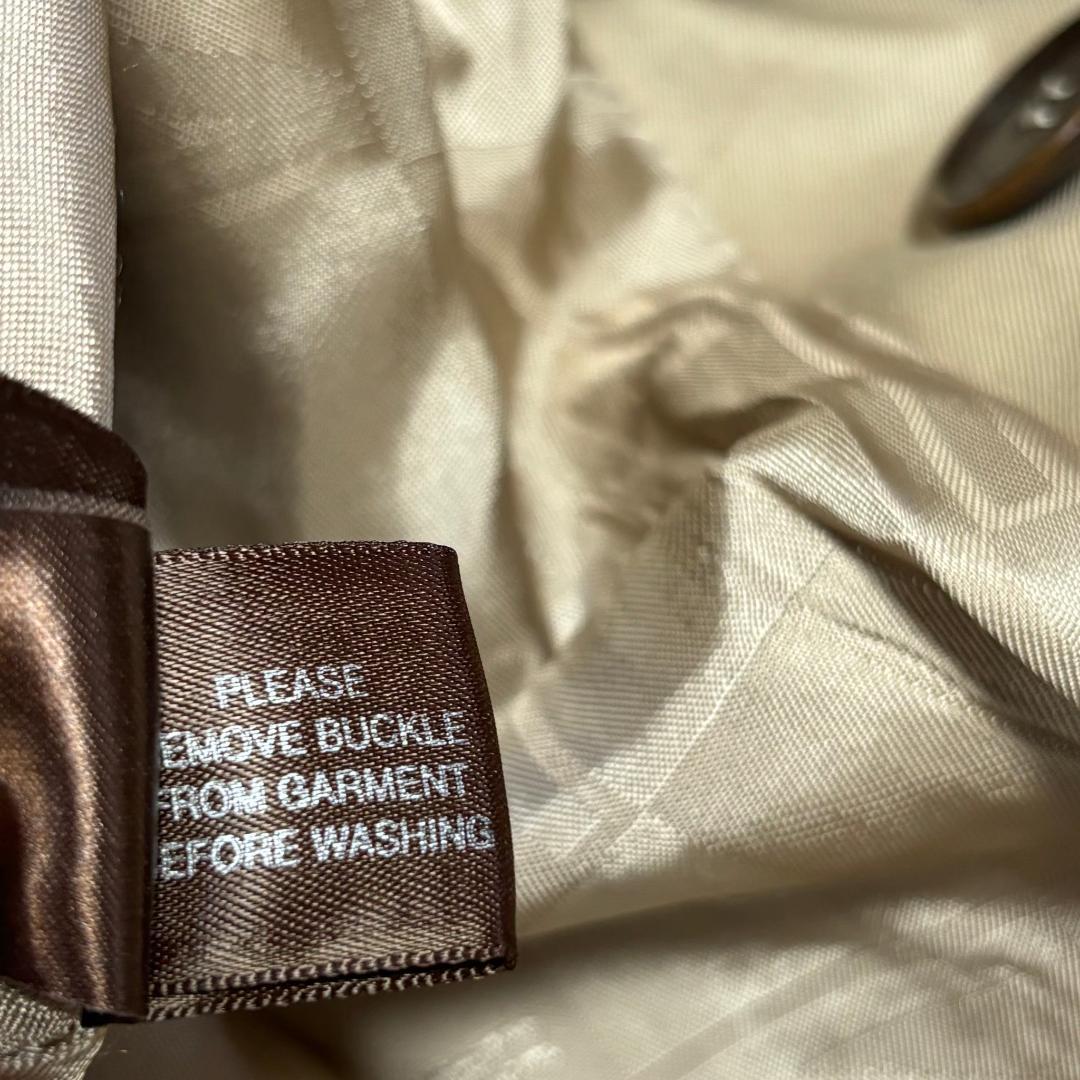 PLEASE
EMOVE BUCKLE
FROM GARMENT
EFORE WASHING